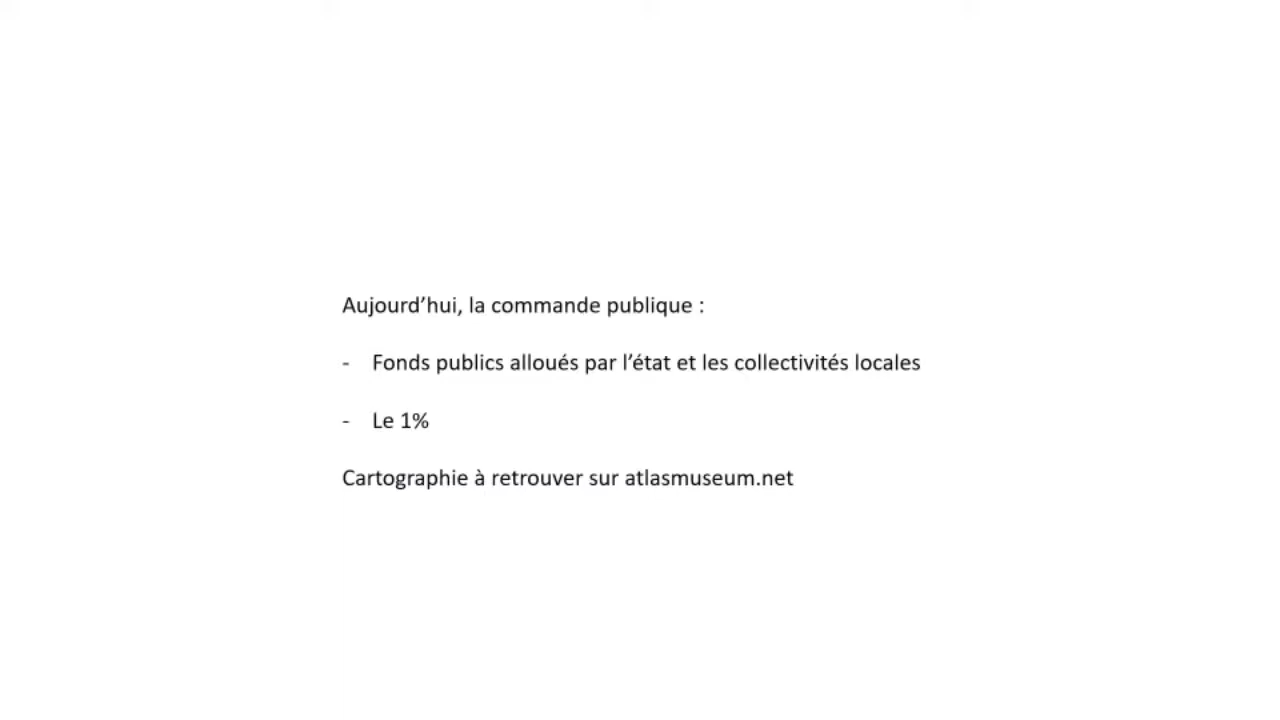 Aujourd’hui, la commande publique :
- Fonds publics alloués par l’état et les collectivités locales
- Le 1%
Cartographie à retrouver sur atlasmuseum.net